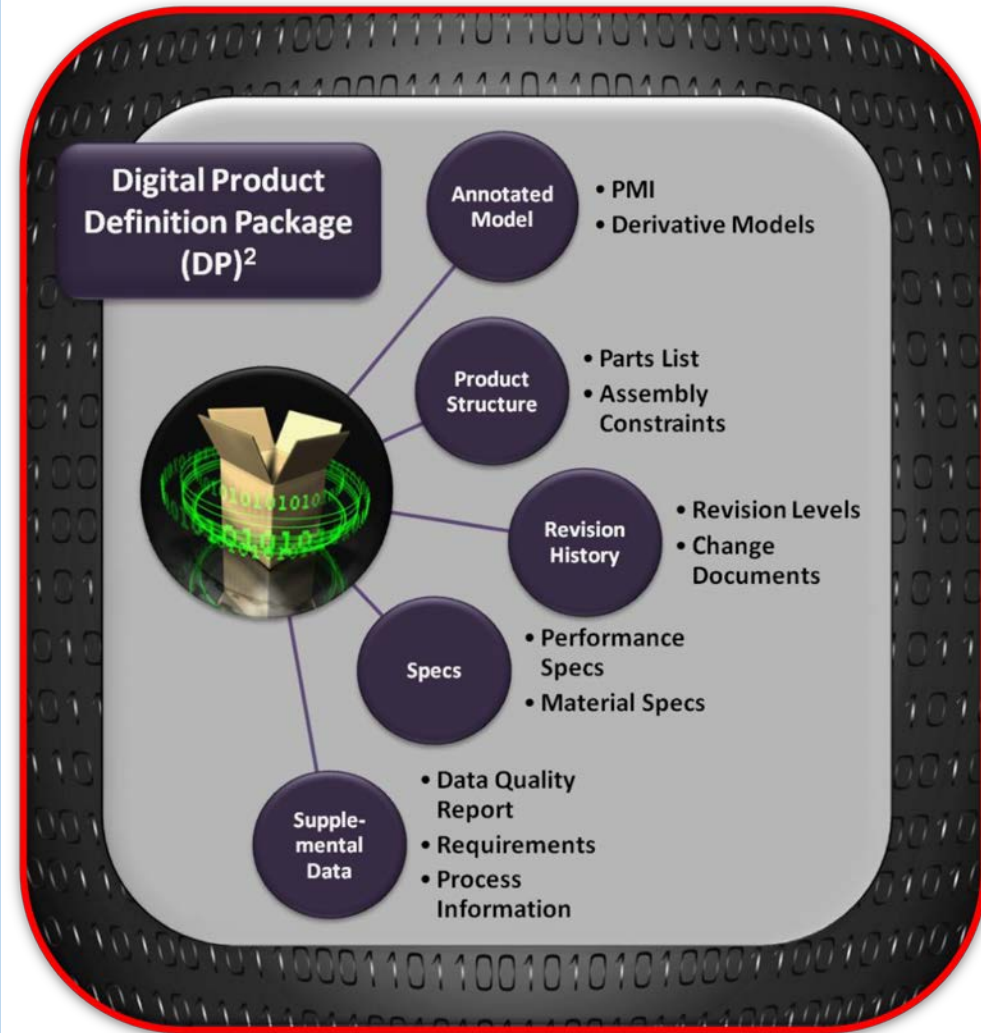 Digital Product
Definition Package
(DP)²
Annotated
Model
• PMI
• Derivative Models
Product
Structure
• Parts List
• Assembly
Constraints
Revision
History
• Revision Levels
• Change
Documents
Specs
• Performance
Specs
• Material Specs
Supple-
mental
Data
• Data Quality
Report
• Requirements
• Process
Information